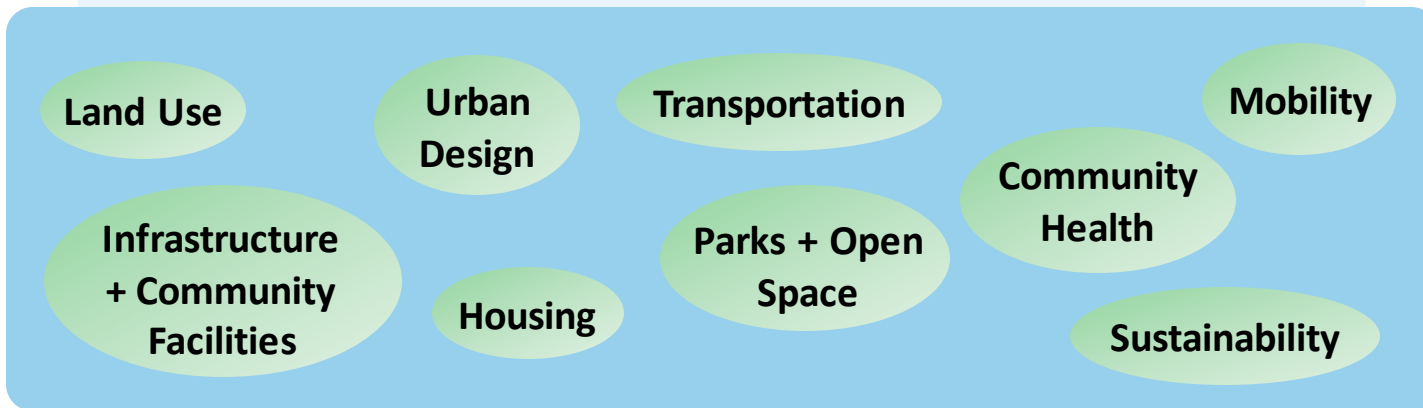 Land Use
Urban
Design
Transportation
Mobility
Community
Health
Infrastructure
+ Community
Facilities
Housing
Parks + Open
Space
Sustainability